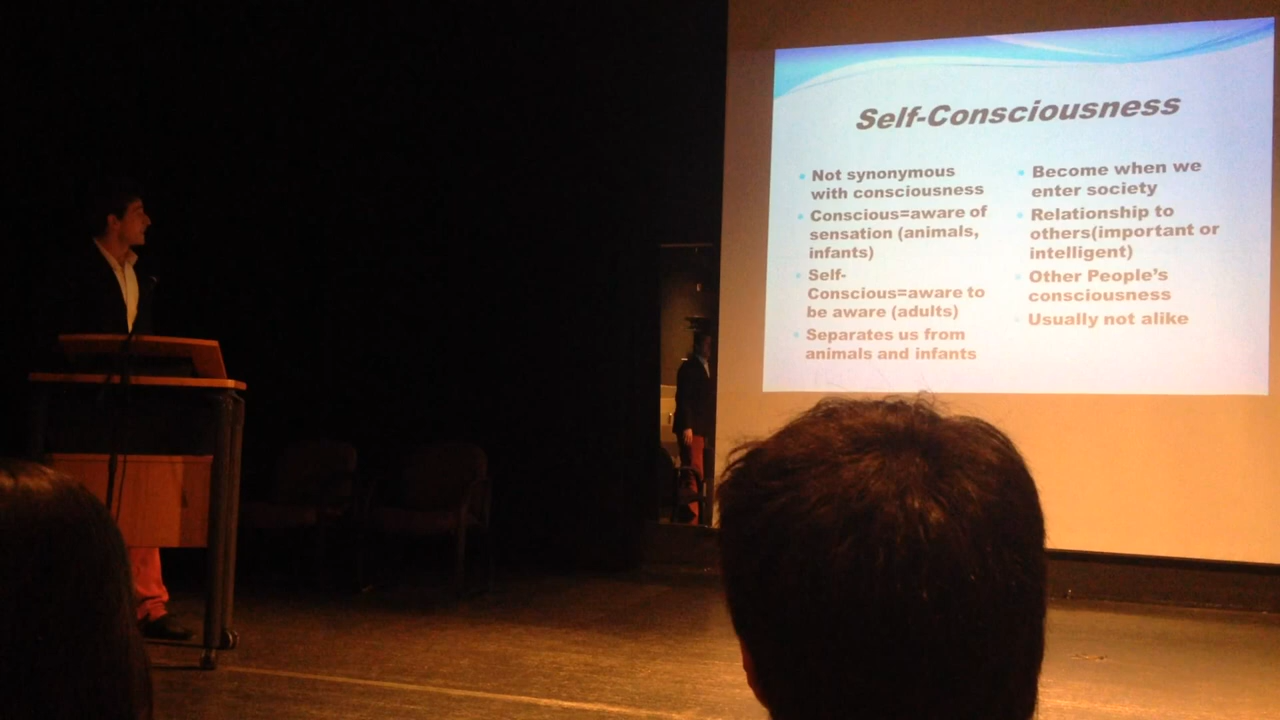 Self-Consciousness
Not synonymous
with consciousness
Conscious=aware of
sensation (animals,
infants)
Self-
Conscious=aware to
be aware (adults)
Separates us from
animals and infants
Become when we
enter society
Relationship to
others(important or
intelligent)
Other People's
consciousness
Usually not alike